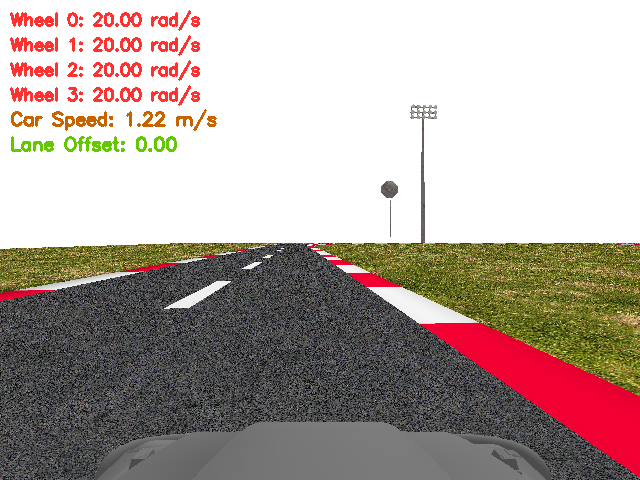 Wheel 0: 20.00 rad/s
Wheel 1: 20.00 rad/s
Wheel 2: 20.00 rad/s
Wheel 3: 20.00 rad/s
Car Speed: 1.22 m/s
Lane Offset: 0.00